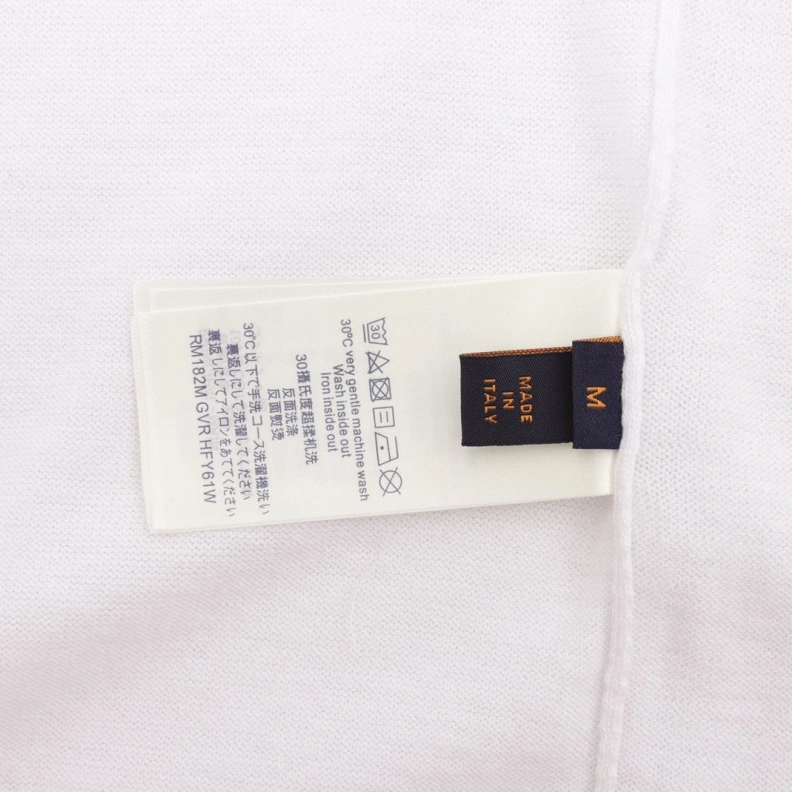 30
30°C very gentle machine wash
Wash inside out
Iron inside out
30攝氏度超揉机洗
反面洗涤
反面熨烫
30℃以下で手洗コース洗濯機洗い
裏返しにして洗濯してください
裏返しにしてアイロンをあててください
RM182M GVR HFY61W
MADE
IN
ITALY
M